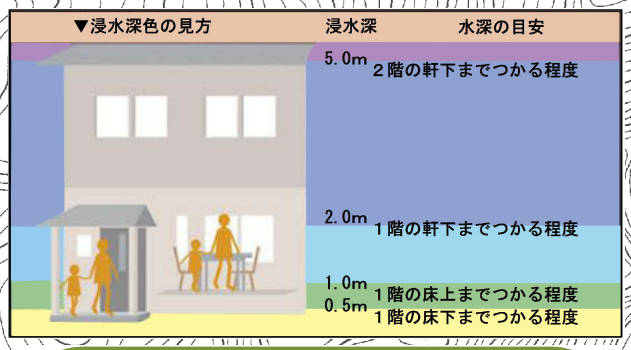 ▼浸水深色の見方 浸水深 水深の目安
5.0m 2階の軒下までつかる程度
2.0m 1階の軒下までつかる程度
1.0m 1階の床上までつかる程度
0.5m 1階の床下までつかる程度